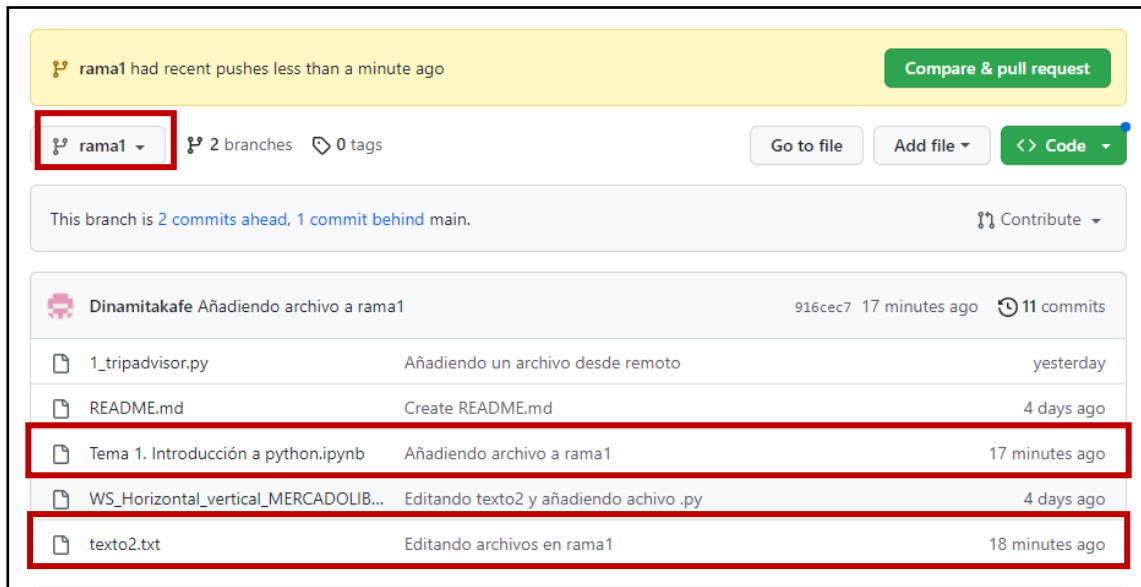 rama1 had recent pushes less than a minute ago Compare & pull request
rama1 2 branches 0 tags Go to file Add file <> Code
This branch is 2 commits ahead, 1 commit behind main. Contribute
Dinamitakafe Añadiendo archivo a rama1 916cec7 17 minutes ago 11 commits
1_tripadvisor.py Añadiendo un archivo desde remoto yesterday
README.md Create README.md 4 days ago
Tema 1. Introducción a python.ipynb Añadiendo archivo a rama1 17 minutes ago
WS_Horizontal_vertical_MERCADOLIB... Editando texto2 y añadiendo achivo .py 4 days ago
texto2.txt Editando archivos en rama1 18 minutes ago